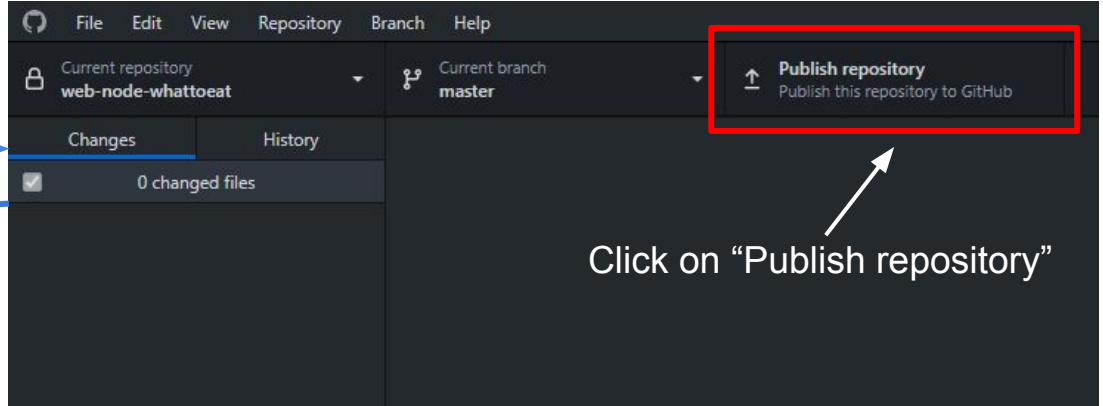 File Edit View Repository Branch Help
Current repository
web-node-whattoeat
Current branch
master
Publish repository
Publish this repository to GitHub
Changes History
0 changed files
Click on “Publish repository”